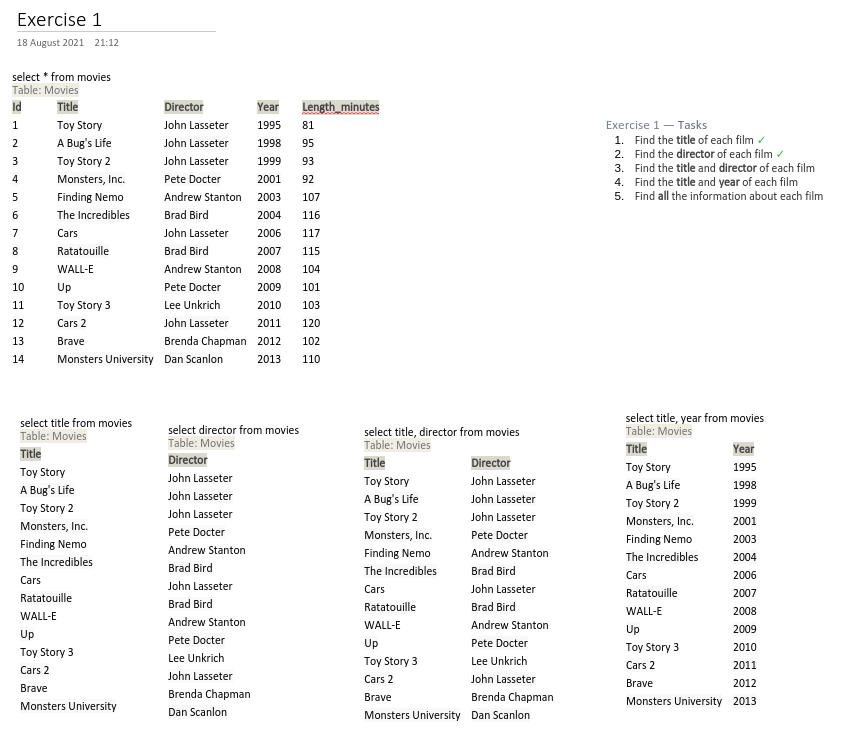 Exercise 1
18 August 2021 21:12
select * from movies
Table: Movies
Id Title Director Year Length_minutes
1 Toy Story John Lasseter 1995 81
2 A Bug's Life John Lasseter 1998 95
3 Toy Story 2 John Lasseter 1999 93
4 Monsters, Inc. Pete Docter 2001 92
5 Finding Nemo Andrew Stanton 2003 107
6 The Incredibles Brad Bird 2004 116
7 Cars John Lasseter 2006 117
8 Ratatouille Brad Bird 2007 115
9 WALL-E Andrew Stanton 2008 104
10 Up Pete Docter 2009 101
11 Toy Story 3 Lee Unkrich 2010 103
12 Cars 2 John Lasseter 2011 120
13 Brave Brenda Chapman 2012 102
14 Monsters University Dan Scanlon 2013 110
Exercise 1 — Tasks
1. Find the title of each film ✓
2. Find the director of each film ✓
3. Find the title and director of each film
4. Find the title and year of each film
5. Find all the information about each film
select title from movies
Table: Movies
Title
Toy Story
A Bug's Life
Toy Story 2
Monsters, Inc.
Finding Nemo
The Incredibles
Cars
Ratatouille
WALL-E
Up
Toy Story 3
Cars 2
Brave
Monsters University
select director from movies
Table: Movies
Director
John Lasseter
John Lasseter
John Lasseter
Pete Docter
Andrew Stanton
Brad Bird
John Lasseter
Brad Bird
Andrew Stanton
Pete Docter
Lee Unkrich
John Lasseter
Brenda Chapman
Dan Scanlon
select title, director from movies
Table: Movies
Title Director
Toy Story John Lasseter
A Bug's Life John Lasseter
Toy Story 2 John Lasseter
Monsters, Inc. Pete Docter
Finding Nemo Andrew Stanton
The Incredibles Brad Bird
Cars John Lasseter
Ratatouille Brad Bird
WALL-E Andrew Stanton
Up Pete Docter
Toy Story 3 Lee Unkrich
Cars 2 John Lasseter
Brave Brenda Chapman
Monsters University Dan Scanlon
select title, year from movies
Table: Movies
Title Year
Toy Story 1995
A Bug's Life 1998
Toy Story 2 1999
Monsters, Inc. 2001
Finding Nemo 2003
The Incredibles 2004
Cars 2006
Ratatouille 2007
WALL-E 2008
Up 2009
Toy Story 3 2010
Cars 2 2011
Brave 2012
Monsters University 2013